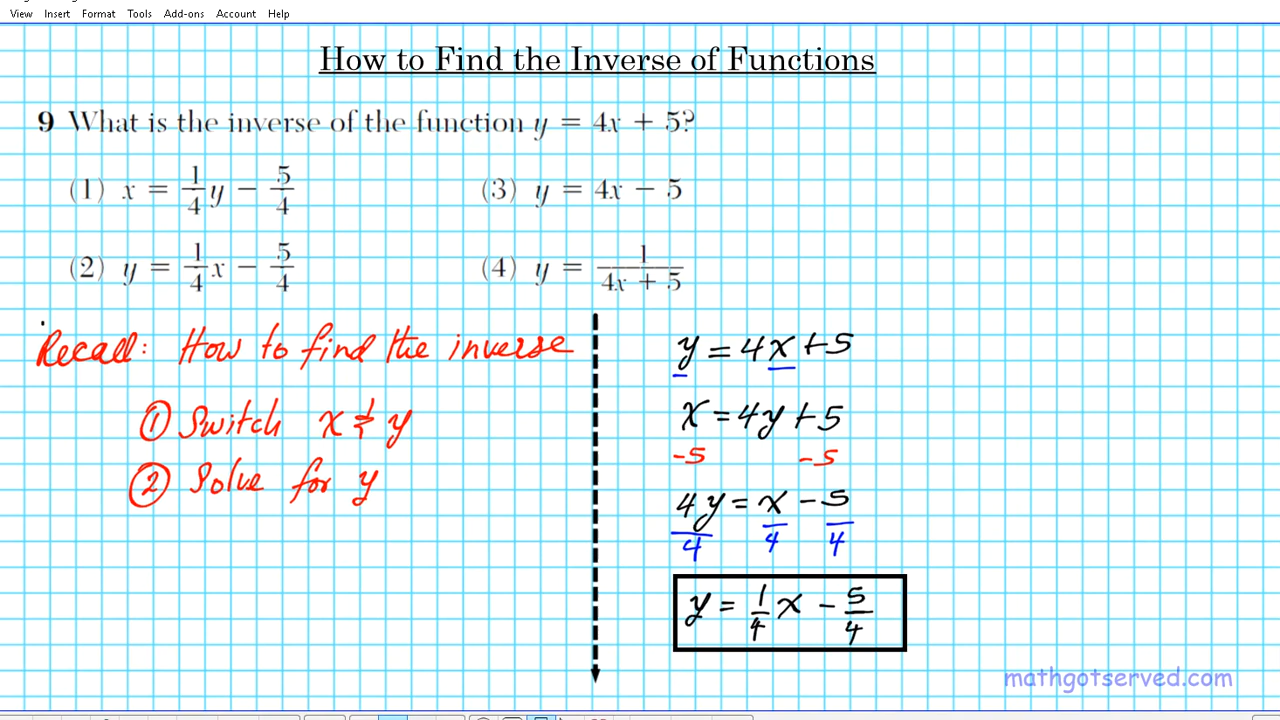 View Insert Format Tools Add-ons Account Help
How to Find the Inverse of Functions
9 What is the inverse of the function y = 4x + 5?
(1) x = 1/4 y − 5/4
(3) y = 4x − 5
(2) y = 1/4 x − 5/4
(4) y = 1/(4x + 5)
Recall: How to find the inverse
① Switch x & y
② Solve for y
y = 4x + 5
x = 4y + 5
-5 -5
4y/4 = x/4 - 5/4
y = 1/4 x - 5/4
mathgotserved.com